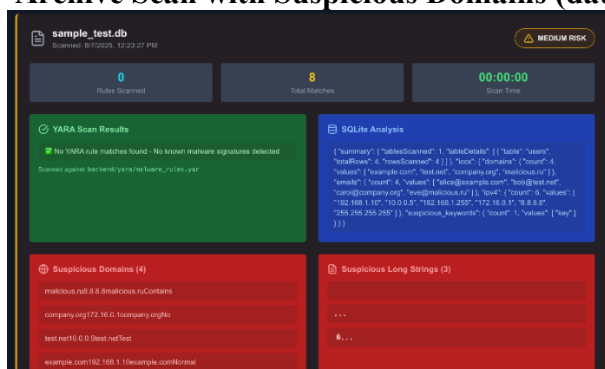 Archive Scan with Suspicious Domains (da
sample_test.db
Scanned: 8/7/2025, 12:23:27 PM
MEDIUM RISK
0
Rules Scanned
8
Total Matches
00:00:00
Scan Time
YARA Scan Results
No YARA rule matches found - No known malware signatures detected
Scanned against backend/yara/malware_rules.yar
SQLite Analysis
{ "summary": { "tablesScanned": 1, "tableDetails": [ { "table": "users",
"totalRows": 4, "rowsScanned": 4 } ] }, "iocs": { "domains": { "count": 4,
"values": [ "example.com", "test.net", "company.org", "malicious.ru" ] },
"emails": { "count": 4, "values": [ "alice@example.com", "bob@test.net",
"carol@company.org", "eve@malicious.ru" ] }, "ipv4": { "count": 6, "values": [
"192.168.1.10", "10.0.0.5", "192.168.1.255", "172.16.0.1", "8.8.8.8",
"255.255.255.255" ] }, "suspicious_keywords": { "count": 1, "values": [ "key" ]
} } }
Suspicious Domains (4)
malicious.ru8.8.8.8malicious.ruContains
company.org172.16.0.1company.orgNo
test.net10.0.0.5test.netTest
example.com192.168.1.10example.comNormal
Suspicious Long Strings (3)
...
6...